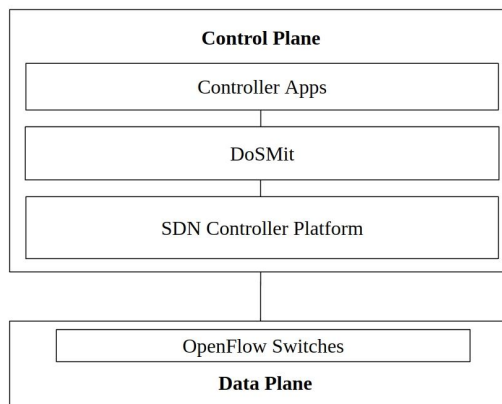 Control Plane
Controller Apps
DoSMit
SDN Controller Platform
OpenFlow Switches
Data Plane